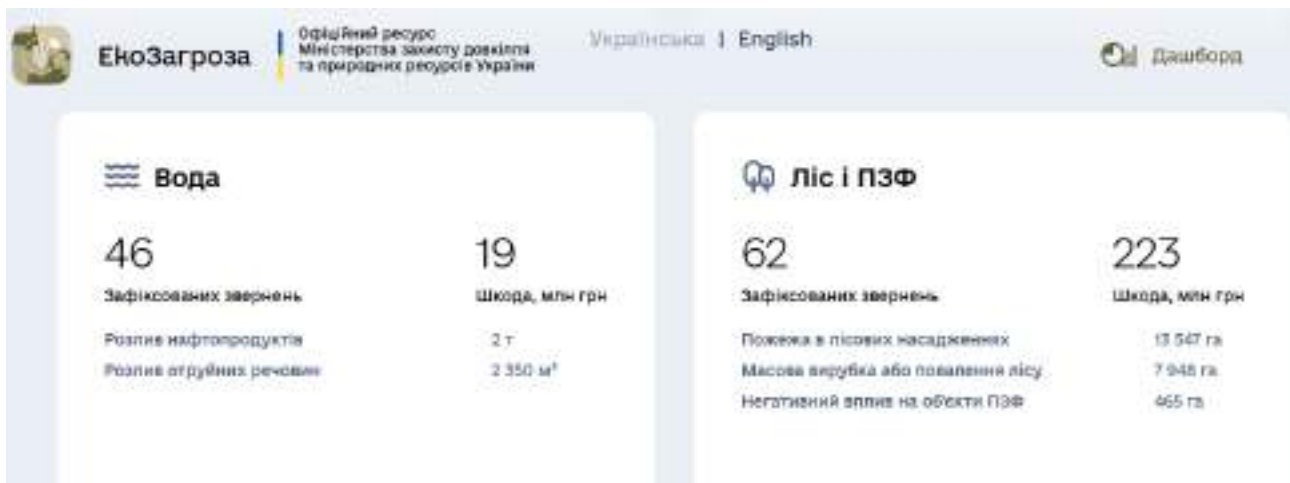 ЕкоЗагроза
Офіційний ресурс
Міністерства захисту довкілля
та природних ресурсів України
Українська | English
Дашборд
Вода
46
19
Зафіксованих звернень
Шкода, млн грн
Розлив нафтопродуктів
2 т
Розлив отруйних речовин
2 350 м³
Ліс і ПЗФ
62
223
Зафіксованих звернень
Шкода, млн грн
Пожежа в лісових насадженнях
13 547 га
Масова вирубка або повалення лісу
7 948 га
Негативний вплив на об'єкти ПЗФ
465 га